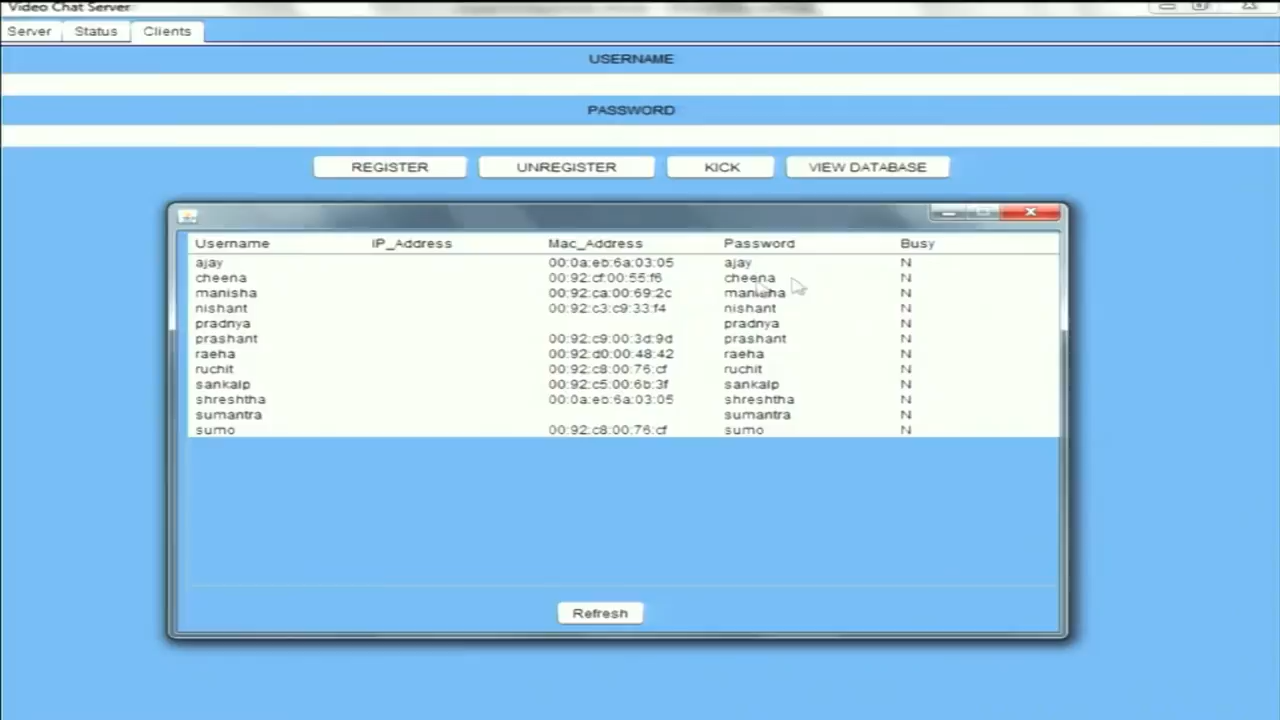 Video Chat Server
Server Status Clients
USERNAME
PASSWORD
REGISTER UNREGISTER KICK VIEW DATABASE
Username IP_Address Mac_Address Password Busy
ajay 00:0a:eb:6a:03:05 ajay N
cheena 00:92:cf:00:55:f6 cheena N
manisha 00:92:ca:00:69:2c manisha N
nishant 00:92:c3:c9:33:f4 nishant N
pradnya pradnya N
prashant 00:92:c9:00:3d:9d prashant N
raeha 00:92:d0:00:48:42 raeha N
ruchit 00:92:c8:00:76:cf ruchit N
sankalp 00:92:c5:00:6b:3f sankalp N
shreshtha 00:0a:eb:6a:03:05 shreshtha N
sumantra sumantra N
sumo 00:92:c8:00:76:cf sumo N
Refresh